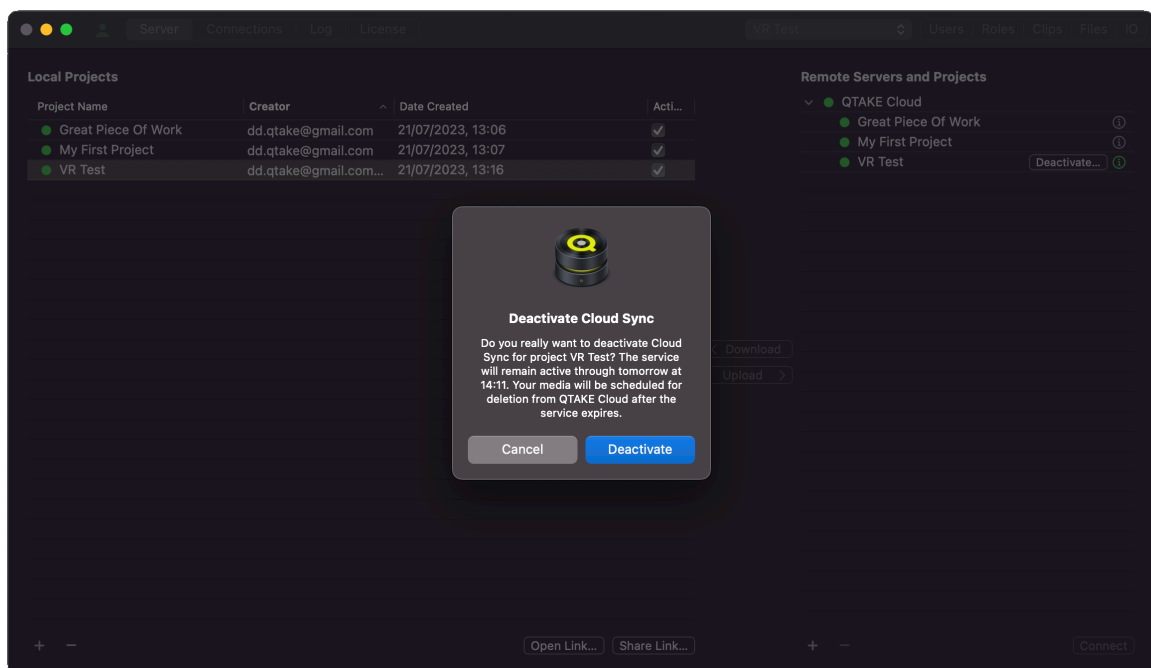 Server Connections Log License VR Test Users Roles Clips Files IO
Local Projects
Project Name Creator Date Created Acti...
Great Piece Of Work dd.qtake@gmail.com 21/07/2023, 13:06
My First Project dd.qtake@gmail.com 21/07/2023, 13:07
VR Test dd.qtake@gmail.com... 21/07/2023, 13:16
Remote Servers and Projects
QTAKE Cloud
Great Piece Of Work
My First Project
VR Test Deactivate...
Q
Deactivate Cloud Sync
Do you really want to deactivate Cloud
Sync for project VR Test? The service
will remain active through tomorrow at
14:11. Your media will be scheduled for
deletion from QTAKE Cloud after the
service expires.
Cancel Deactivate
Download
Upload
Open Link... Share Link...
Connect